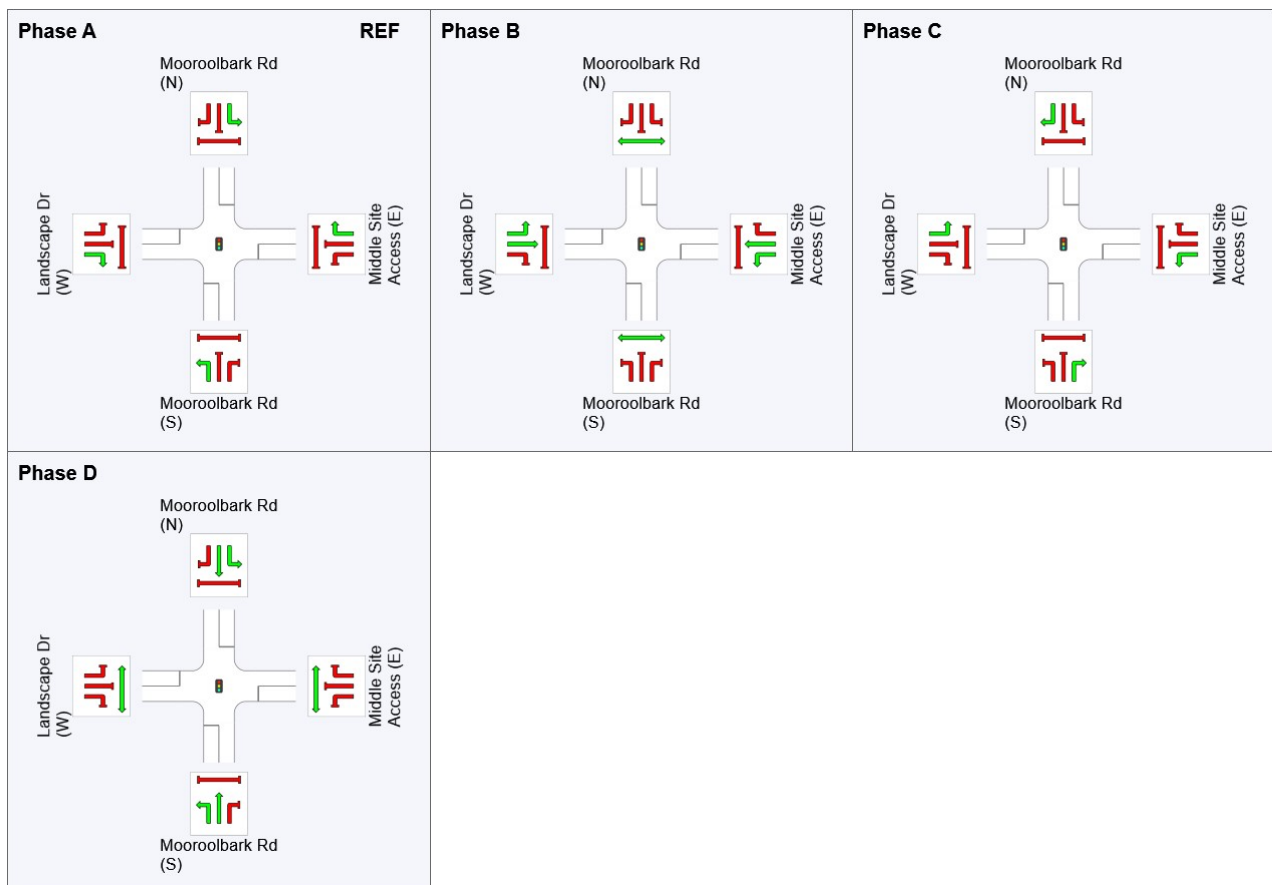 Phase A
REF
Mooroolbark Rd
(N)
Landscape Dr
(W)
Middle Site
Access (E)
Mooroolbark Rd
(S)
Phase B
Mooroolbark Rd
(N)
Landscape Dr
(W)
Middle Site
Access (E)
Mooroolbark Rd
(S)
Phase C
Mooroolbark Rd
(N)
Landscape Dr
(W)
Middle Site
Access (E)
Mooroolbark Rd
(S)
Phase D
Mooroolbark Rd
(N)
Landscape Dr
(W)
Middle Site
Access (E)
Mooroolbark Rd
(S)